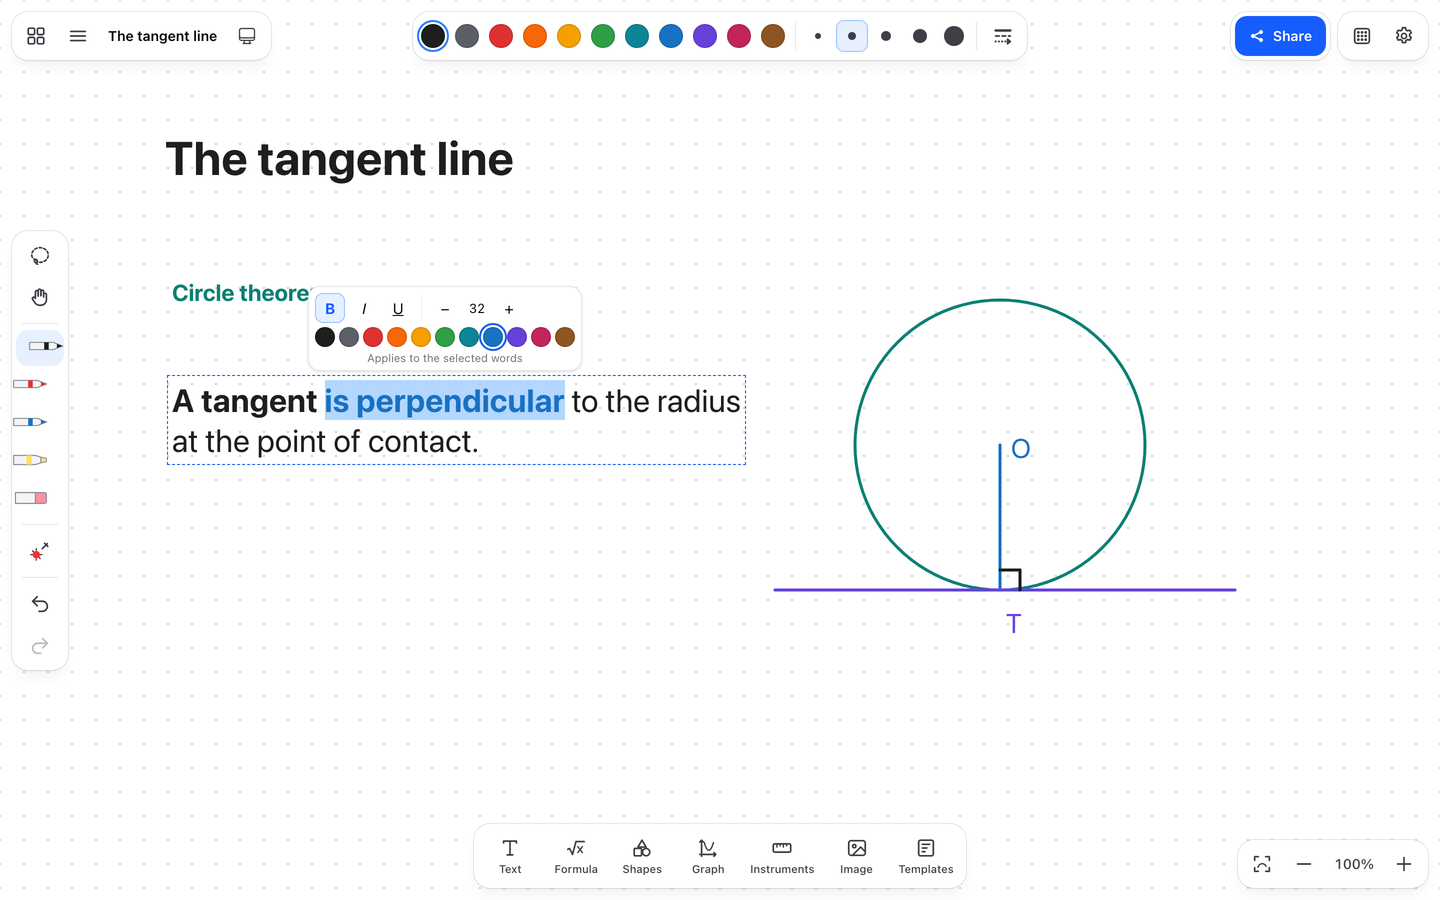 The tangent line
Share
The tangent line
Circle theore
B I U − 32 +
Applies to the selected words
A tangent is perpendicular to the radius
at the point of contact.
O
T
Text
Formula
Shapes
Graph
Instruments
Image
Templates
100%